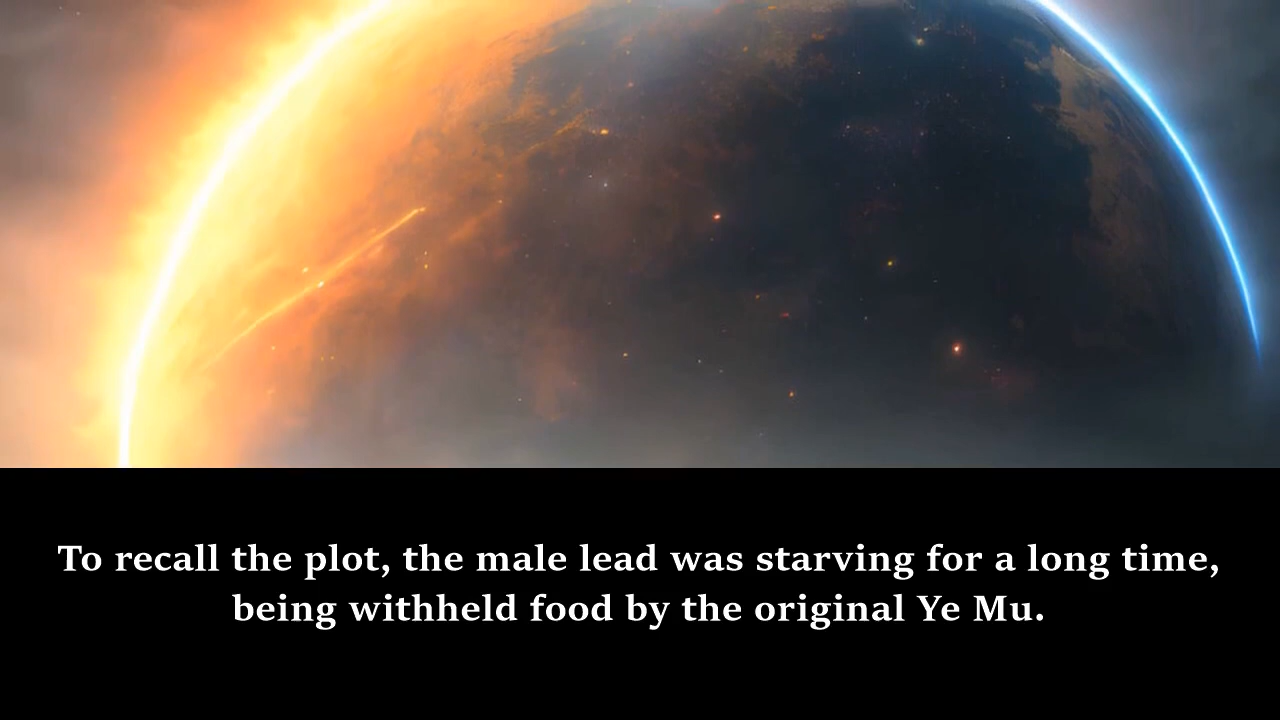 To recall the plot, the male lead was starving for a long time,
being withheld food by the original Ye Mu.